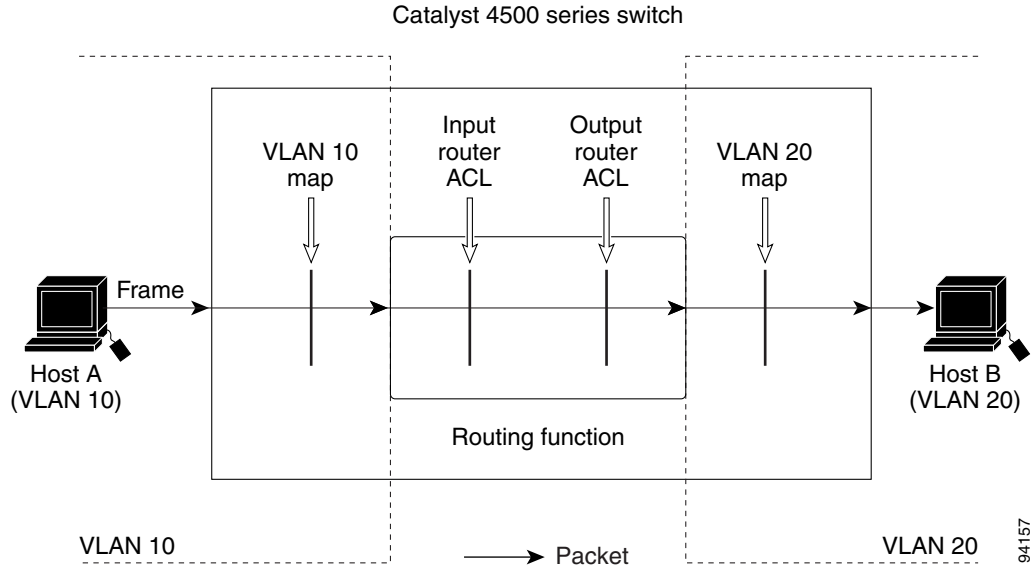 Catalyst 4500 series switch
VLAN 10
map
Input
router
ACL
Output
router
ACL
VLAN 20
map
Frame
Host A
(VLAN 10)
Host B
(VLAN 20)
Routing function
VLAN 10
Packet
VLAN 20
94157